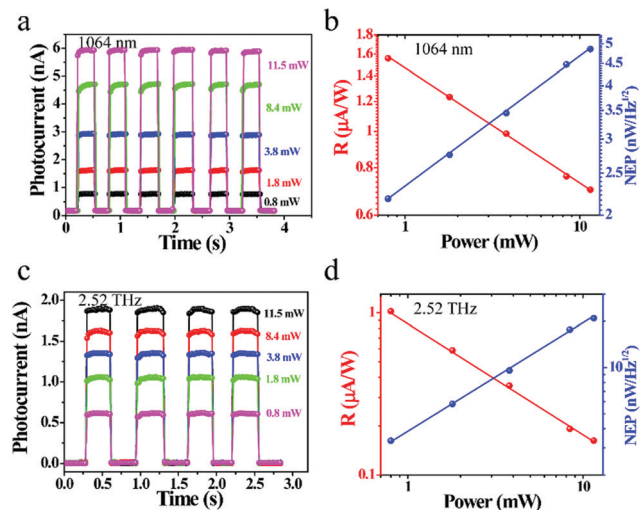 a
1064 nm
Photocurrent (nA)
6
5
4
3
2
1
0
11.5 mW
8.4 mW
3.8 mW
1.8 mW
0.8 mW
0 1 2 3 4 5
Time (s)
b
1064 nm
R (μA/W)
1.8
1.6
1.4
1.2
1
0.8
0.6
NEP (nW/Hz1/2)
5
4.5
4
3.5
3
2.5
2
1 10
Power (mW)
c
2.52 THz
Photocurrent (nA)
2.0
1.5
1.0
0.5
0.0
11.5 mW
8.4 mW
3.8 mW
1.8 mW
0.8 mW
0.0 0.5 1.0 1.5 2.0 2.5 3.0
Time (s)
d
2.52 THz
R (μA/W)
1
0.1
NEP (nW/Hz1/2)
10
1 10
Power (mW)